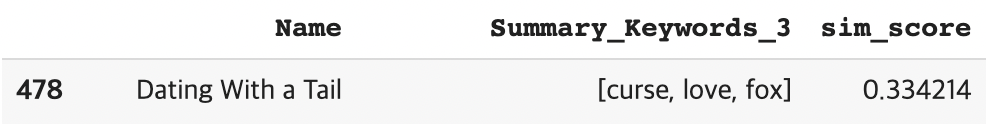 Name Summary_Keywords_3 sim_score
478 Dating With a Tail [curse, love, fox] 0.334214